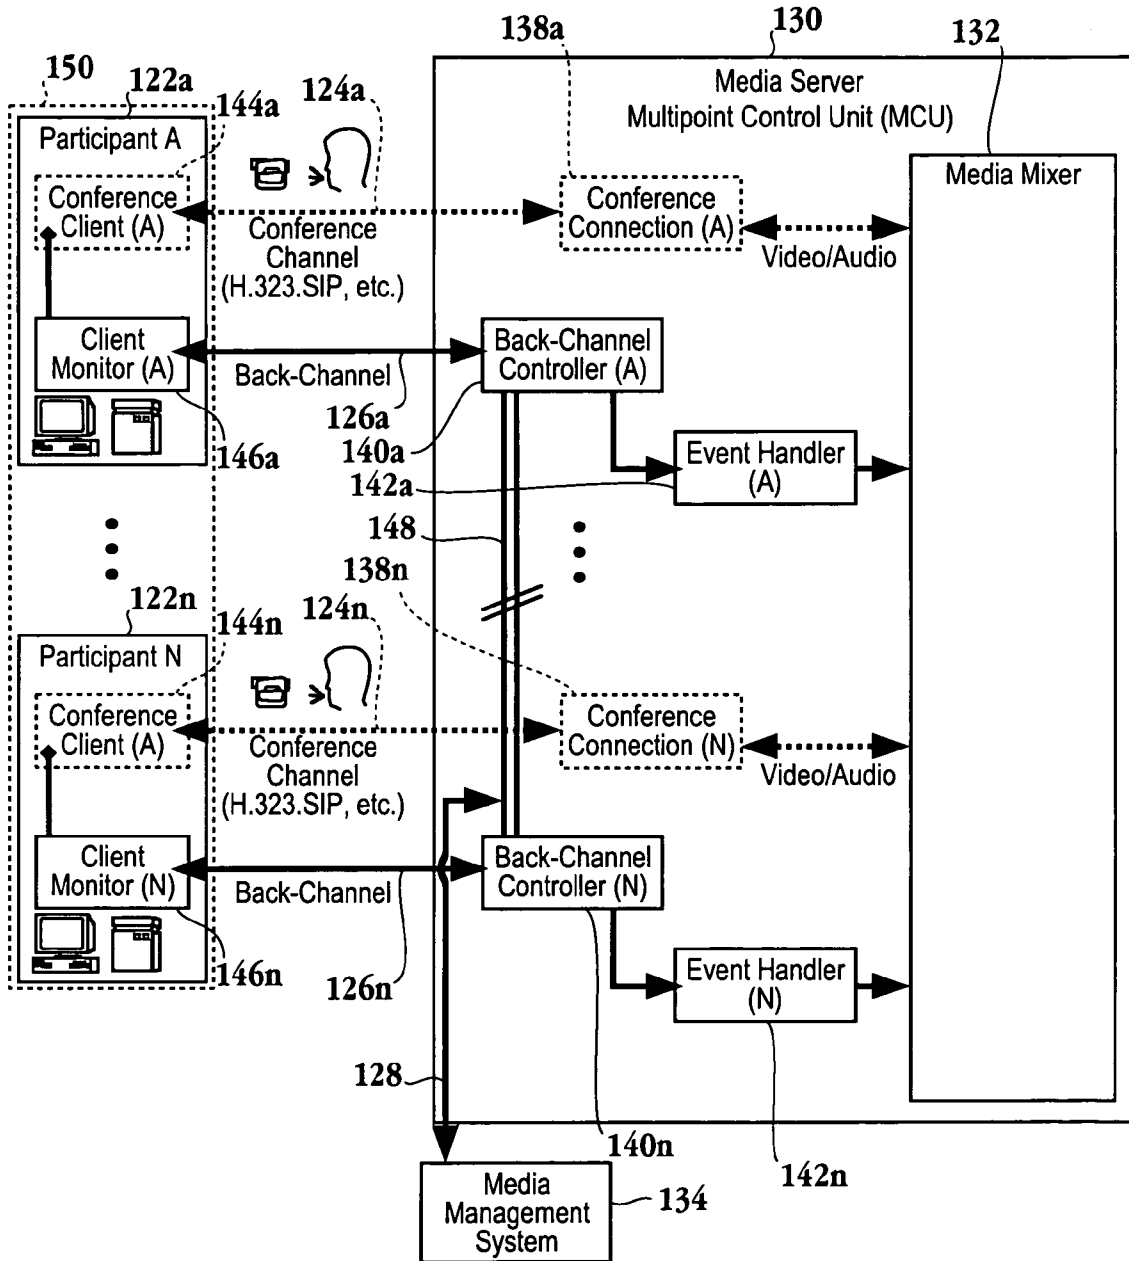 138a
130
132
150
122a
144a
124a
Media Server
Multipoint Control Unit (MCU)
Participant A
Media Mixer
Conference
Client (A)
Conference
Connection (A)
Conference
Channel
(H.323.SIP, etc.)
Video/Audio
Client
Monitor (A)
Back-Channel
Back-Channel
Controller (A)
126a
146a
140a
142a
Event Handler
(A)
148
138n
122n
144n
124n
Participant N
Conference
Client (A)
Conference
Connection (N)
Conference
Channel
(H.323.SIP, etc.)
Video/Audio
Client
Monitor (N)
Back-Channel
Back-Channel
Controller (N)
146n
126n
Event Handler
(N)
128
140n
142n
Media
Management
System
134